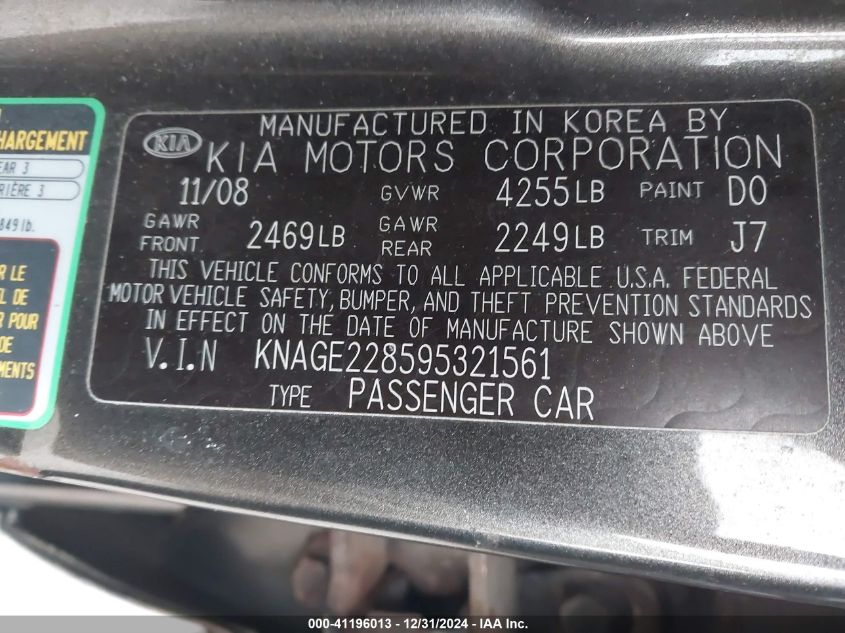 HARGEMENT
EAR 3
RIÈRE 3
849 lb.
R LE
L DE
R POUR
DE
MENTS
MANUFACTURED IN KOREA BY
KIA KIA MOTORS CORPORATION
11/08 GVWR 4255LB PAINT D0
GAWR FRONT 2469LB GAWR REAR 2249LB TRIM J7
THIS VEHICLE CONFORMS TO ALL APPLICABLE U.S.A. FEDERAL
MOTOR VEHICLE SAFETY, BUMPER, AND THEFT PREVENTION STANDARDS
IN EFFECT ON THE DATE OF MANUFACTURE SHOWN ABOVE
V.I.N KNAGE228595321561
TYPE PASSENGER CAR
000-41196013 - 12/31/2024 - IAA Inc.